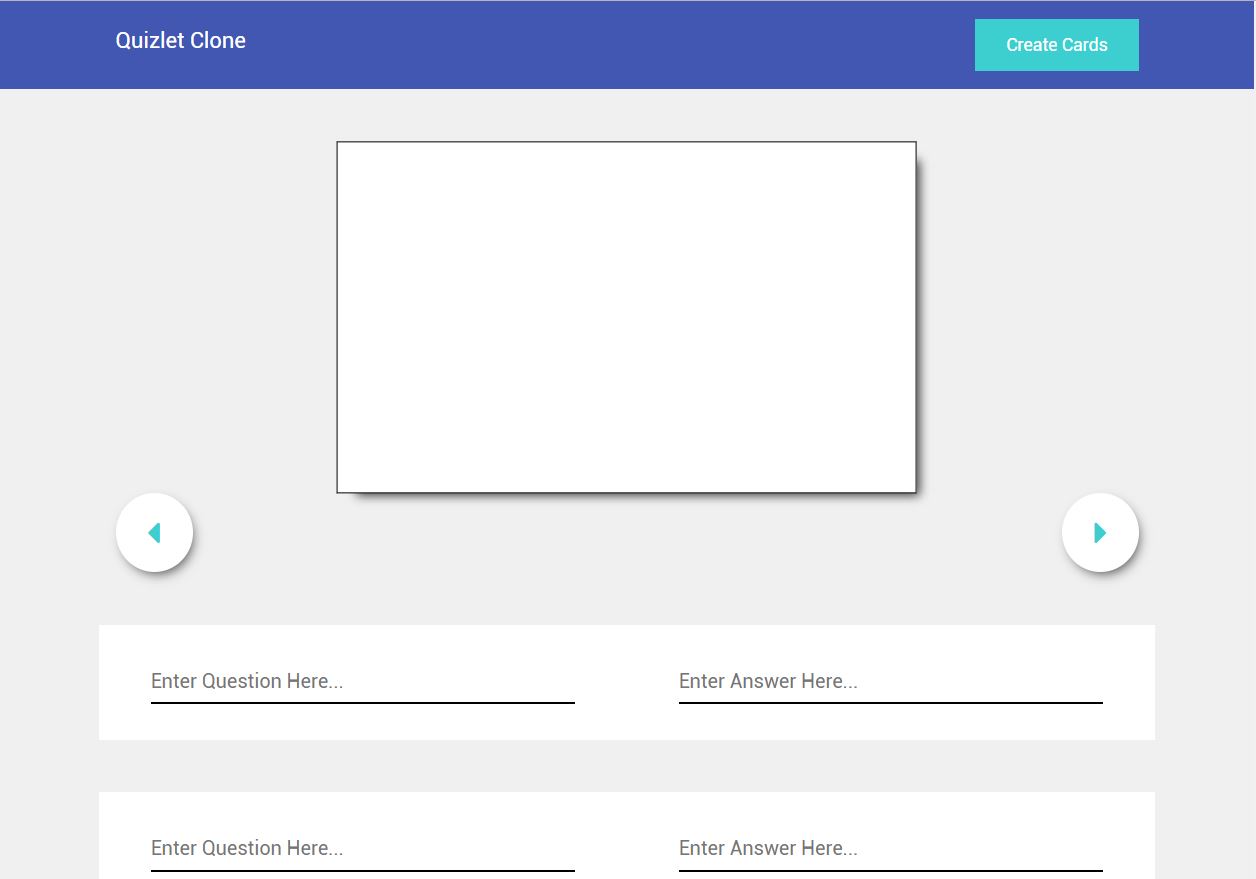 Quizlet Clone
Create Cards
Enter Question Here...
Enter Answer Here...
Enter Question Here...
Enter Answer Here...